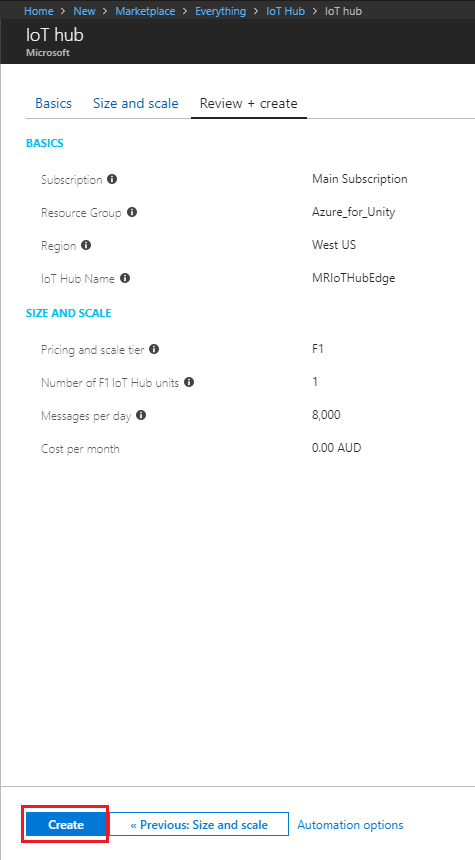 Home > New > Marketplace > Everything > IoT Hub > IoT hub
IoT hub
Microsoft
Basics Size and scale Review + create
BASICS
Subscription Main Subscription
Resource Group Azure_for_Unity
Region West US
IoT Hub Name MRIoTHubEdge
SIZE AND SCALE
Pricing and scale tier F1
Number of F1 IoT Hub units 1
Messages per day 8,000
Cost per month 0.00 AUD
Create « Previous: Size and scale Automation options